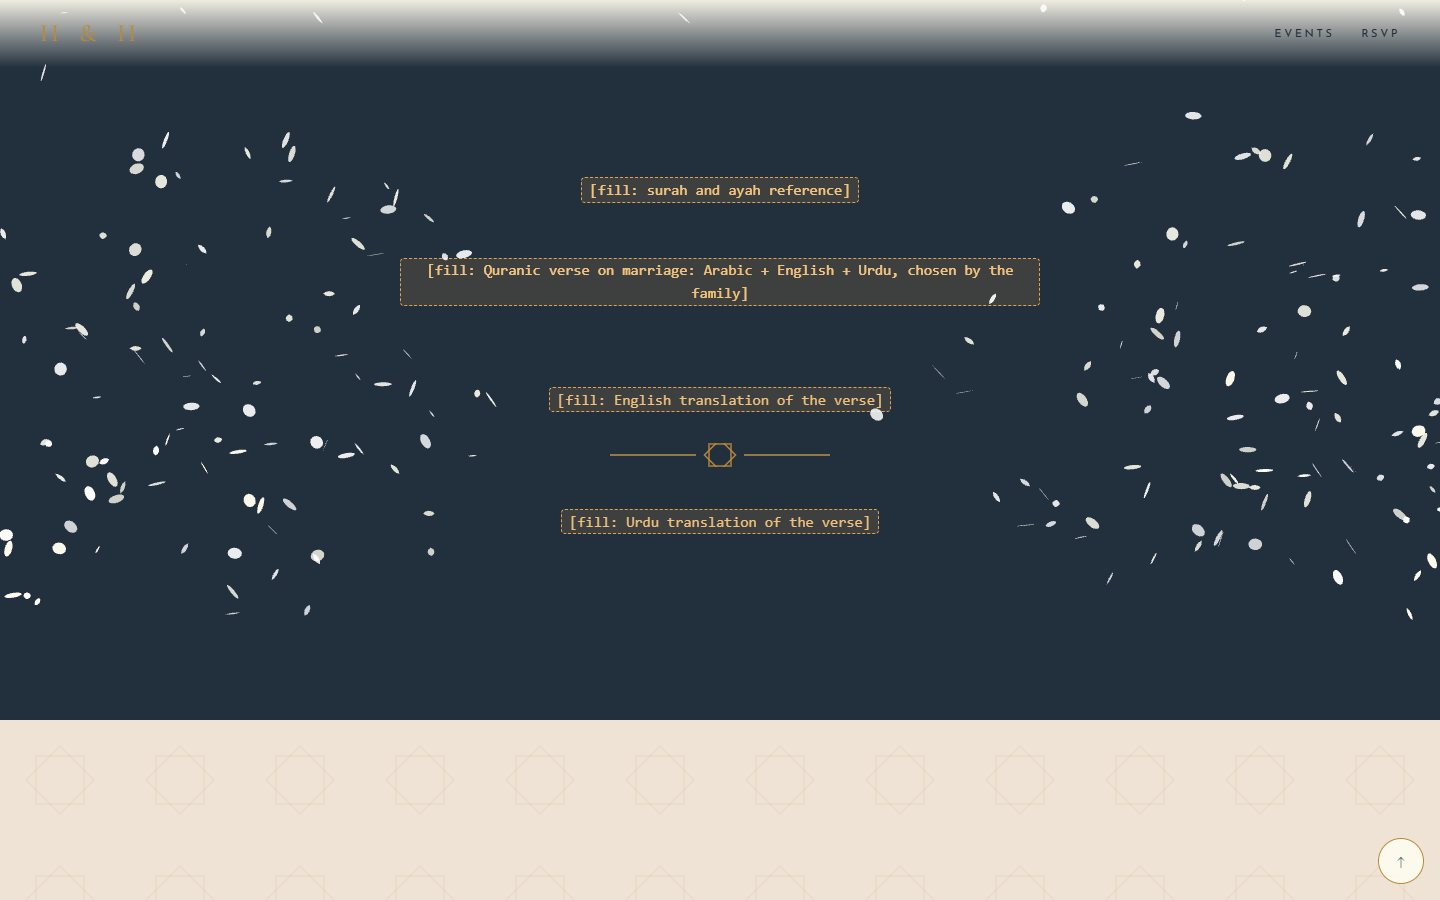 H & H
EVENTS RSVP
[fill: surah and ayah reference]
[fill: Quranic verse on marriage: Arabic + English + Urdu, chosen by the
family]
[fill: English translation of the verse]
[fill: Urdu translation of the verse]
↑